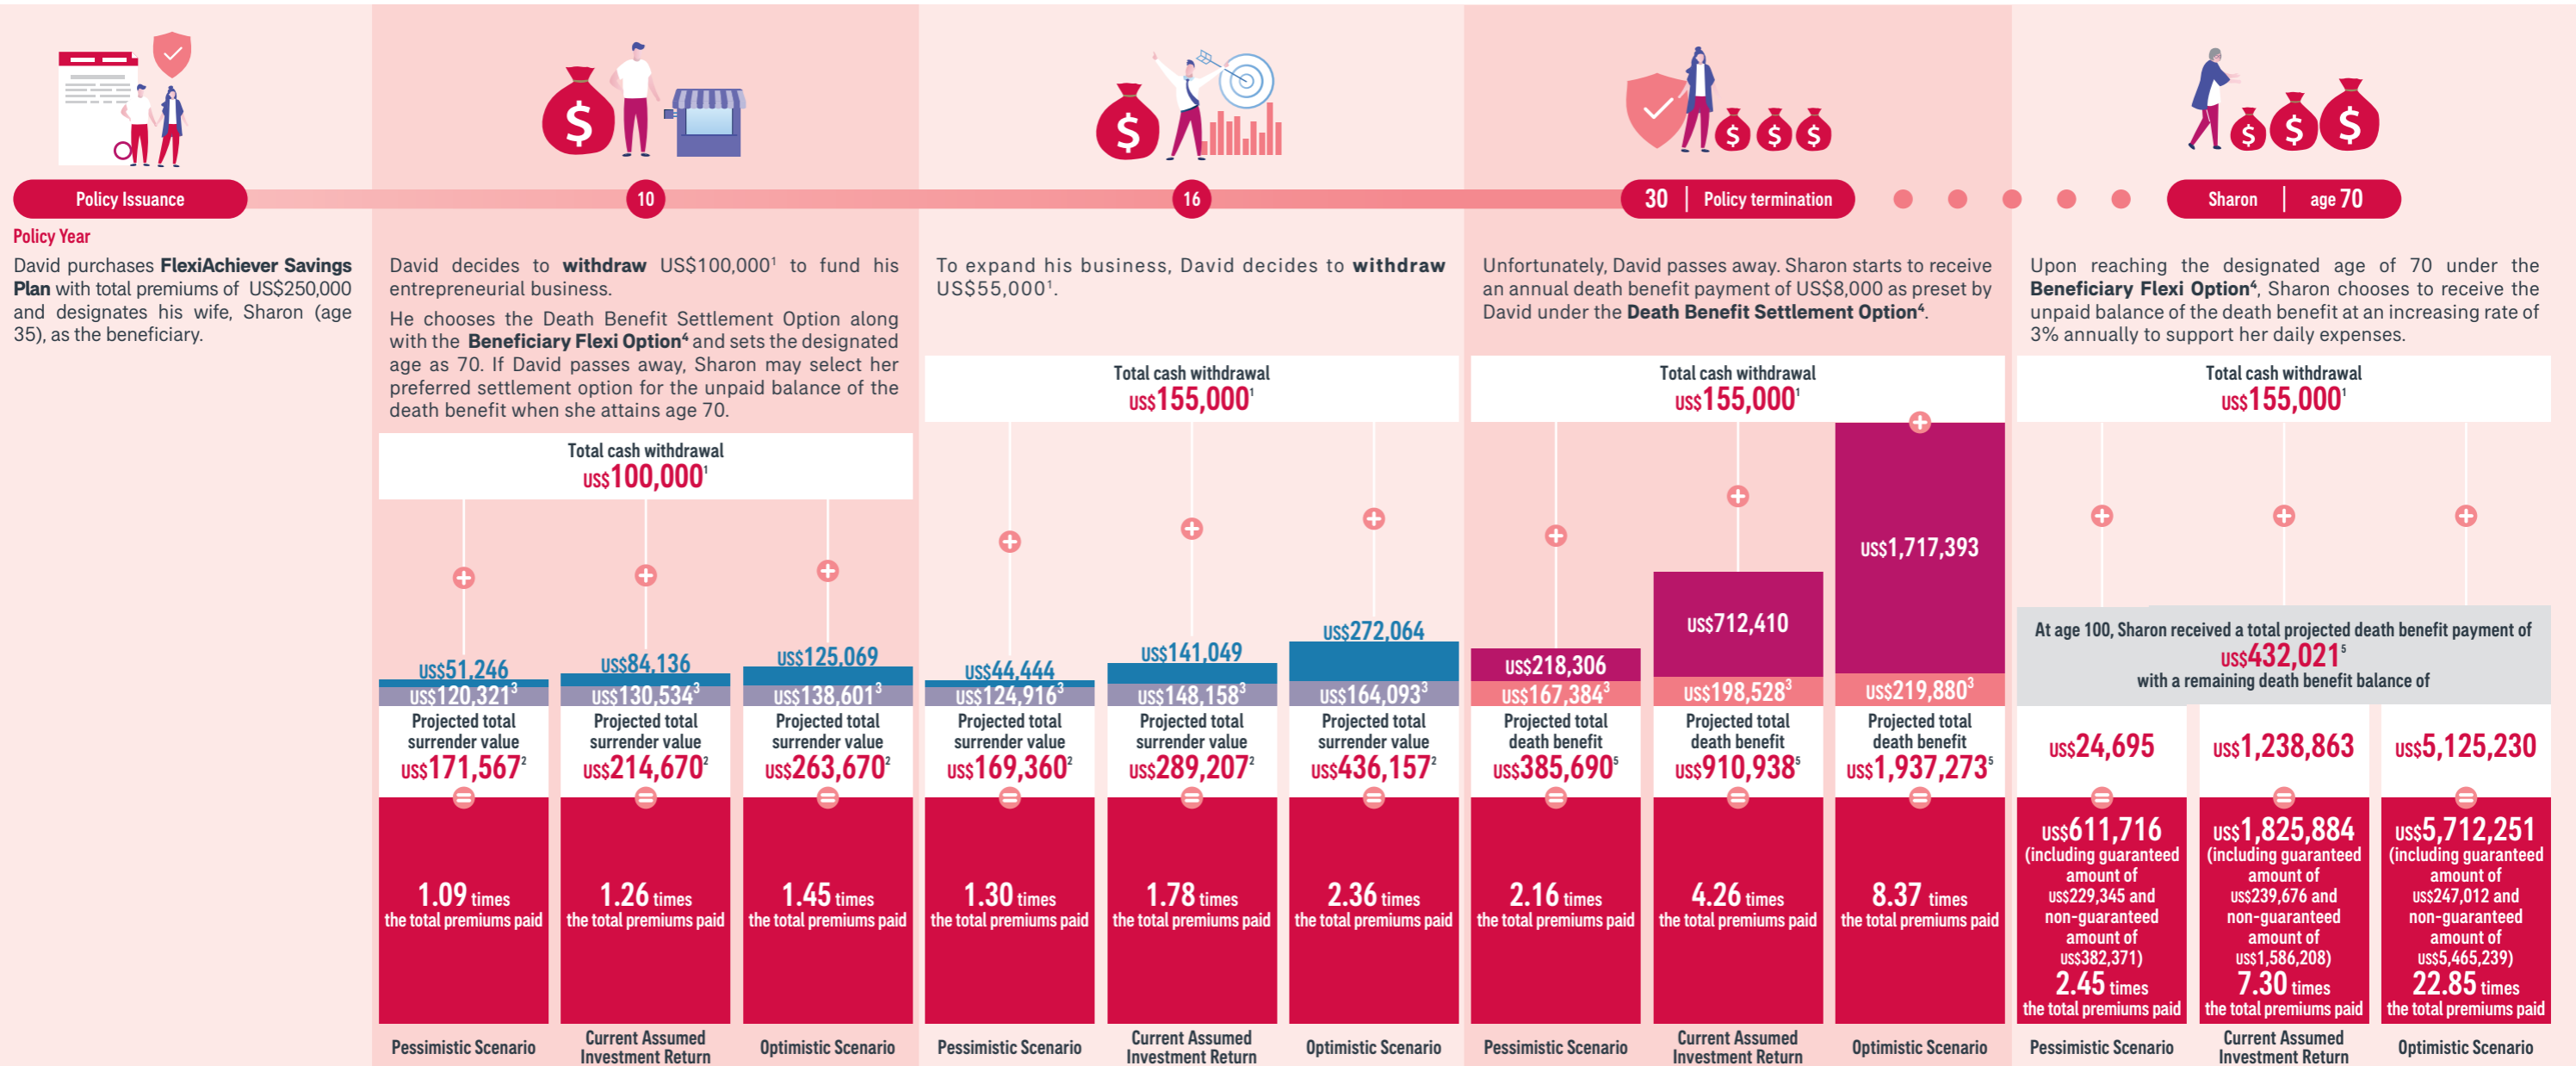 Policy Issuance
Policy Year
David purchases FlexiAchiever Savings
Plan with total premiums of US$250,000
and designates his wife, Sharon (age
35), as the beneficiary.
10
David decides to withdraw US$100,000¹ to fund his
entrepreneurial business.
He chooses the Death Benefit Settlement Option along
with the Beneficiary Flexi Option⁴ and sets the designated
age as 70. If David passes away, Sharon may select her
preferred settlement option for the unpaid balance of the
death benefit when she attains age 70.
Total cash withdrawal
US$100,000¹
US$51,246
US$120,321³
Projected total
surrender value
US$171,567²
1.09 times
the total premiums paid
Pessimistic Scenario
US$84,136
US$130,534³
Projected total
surrender value
US$214,670²
1.26 times
the total premiums paid
Current Assumed
Investment Return
US$125,069
US$138,601³
Projected total
surrender value
US$263,670²
1.45 times
the total premiums paid
Optimistic Scenario
16
To expand his business, David decides to withdraw
US$55,000¹.
Total cash withdrawal
US$155,000¹
US$44,444
US$124,916³
Projected total
surrender value
US$169,360²
1.30 times
the total premiums paid
Pessimistic Scenario
US$141,049
US$148,158³
Projected total
surrender value
US$289,207²
1.78 times
the total premiums paid
Current Assumed
Investment Return
US$272,064
US$164,093³
Projected total
surrender value
US$436,157²
2.36 times
the total premiums paid
Optimistic Scenario
30 | Policy termination
Unfortunately, David passes away. Sharon starts to receive
an annual death benefit payment of US$8,000 as preset by
David under the Death Benefit Settlement Option⁴.
Total cash withdrawal
US$155,000¹
US$218,306
US$167,384³
Projected total
death benefit
US$385,690⁵
2.16 times
the total premiums paid
Pessimistic Scenario
US$712,410
US$198,528³
Projected total
death benefit
US$910,938⁵
4.26 times
the total premiums paid
Current Assumed
Investment Return
US$1,717,393
US$219,880³
Projected total
death benefit
US$1,937,273⁵
8.37 times
the total premiums paid
Optimistic Scenario
Sharon | age 70
Upon reaching the designated age of 70 under the
Beneficiary Flexi Option⁴, Sharon chooses to receive the
unpaid balance of the death benefit at an increasing rate of
3% annually to support her daily expenses.
Total cash withdrawal
US$155,000¹
At age 100, Sharon received a total projected death benefit payment of
US$432,021⁵
with a remaining death benefit balance of
US$24,695
US$611,716
(including guaranteed
amount of
US$229,345 and
non-guaranteed
amount of
US$382,371)
2.45 times
the total premiums paid
Pessimistic Scenario
US$1,238,863
US$1,825,884
(including guaranteed
amount of
US$239,676 and
non-guaranteed
amount of
US$1,586,208)
7.30 times
the total premiums paid
Current Assumed
Investment Return
US$5,125,230
US$5,712,251
(including guaranteed
amount of
US$247,012 and
non-guaranteed
amount of
US$5,465,239)
22.85 times
the total premiums paid
Optimistic Scenario